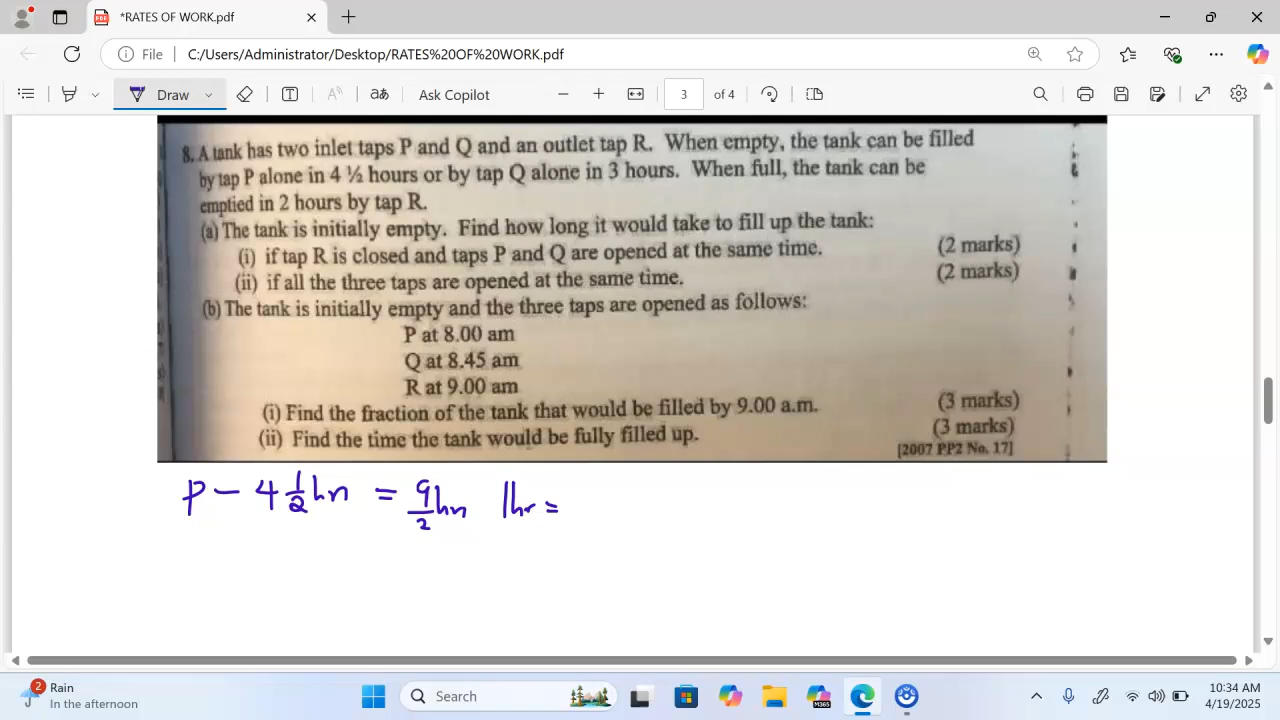 *RATES OF WORK.pdf
File C:/Users/Administrator/Desktop/RATES%20OF%20WORK.pdf
Draw Ask Copilot 3 of 4
8. A tank has two inlet taps P and Q and an outlet tap R. When empty, the tank can be filled
by tap P alone in 4 ½ hours or by tap Q alone in 3 hours. When full, the tank can be
emptied in 2 hours by tap R.
(a) The tank is initially empty. Find how long it would take to fill up the tank:
(i) if tap R is closed and taps P and Q are opened at the same time. (2 marks)
(ii) if all the three taps are opened at the same time. (2 marks)
(b) The tank is initially empty and the three taps are opened as follows:
P at 8.00 am
Q at 8.45 am
R at 9.00 am
(i) Find the fraction of the tank that would be filled by 9.00 a.m. (3 marks)
(ii) Find the time the tank would be fully filled up. (3 marks)
[2007 PP2 No. 17]
P – 4 1/2 hrs = 9/2 hrs 1hr =
2 Rain
In the afternoon
Search
M365
10:34 AM
4/19/2025